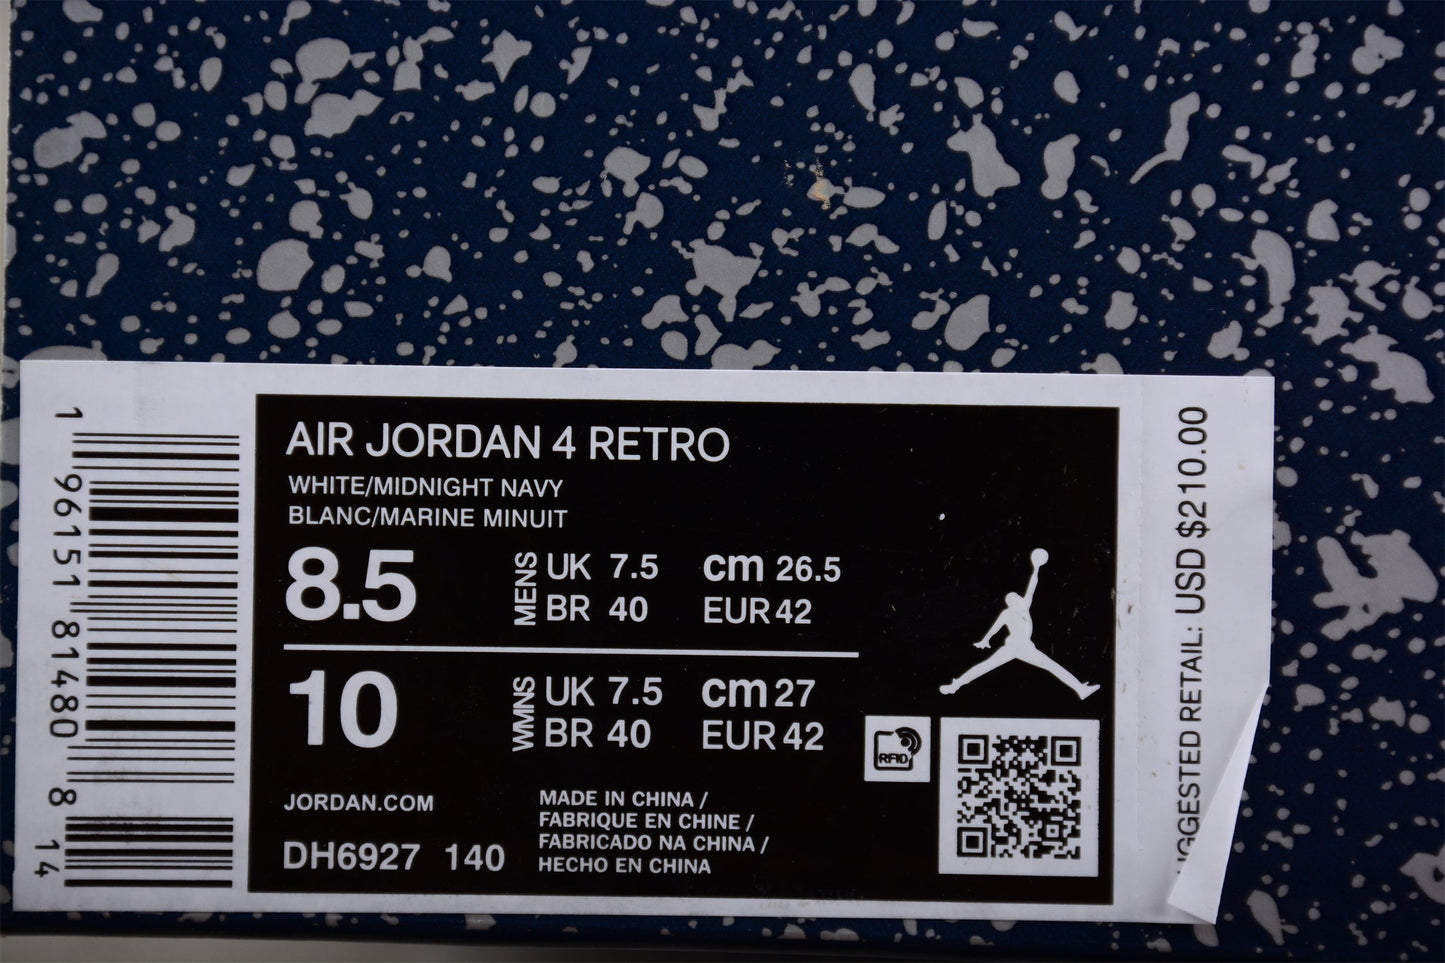 AIR JORDAN 4 RETRO
WHITE/MIDNIGHT NAVY
BLANC/MARINE MINUIT
8.5
MENS
UK 7.5 cm 26.5
BR 40 EUR 42
10
WMNS
UK 7.5 cm 27
BR 40 EUR 42
JORDAN.COM
DH6927 140
MADE IN CHINA /
FABRIQUE EN CHINE /
FABRICADO NA CHINA /
HECHO EN CHINA
RFID
1 96151 81480 8 14
RETAIL: USD $210.00